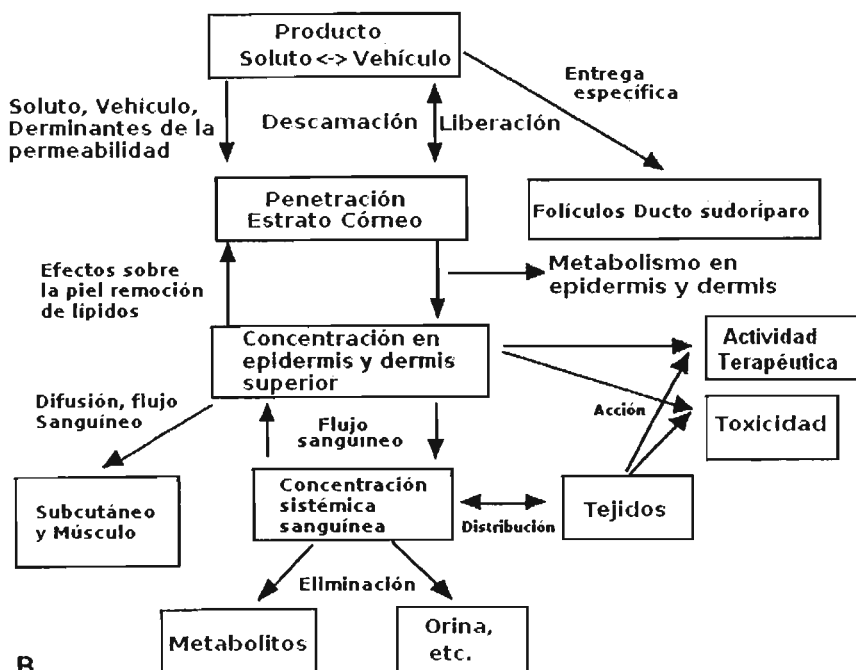 Producto
Soluto <-> Vehículo
Entrega
específica
Soluto, Vehículo,
Derminantes de la
permeabilidad
Descamación
Liberación
Penetración
Estrato Córneo
Folículos Ducto sudoríparo
Efectos sobre
la piel remoción
de lípidos
Metabolismo en
epidermis y dermis
Concentración en
epidermis y dermis
superior
Actividad
Terapéutica
Difusión, flujo
Sanguíneo
Flujo
sanguíneo
Acción
Toxicidad
Subcutáneo
y Músculo
Concentración
sistémica
sanguínea
Distribución
Tejidos
Eliminación
Metabolitos
Orina,
etc.
B